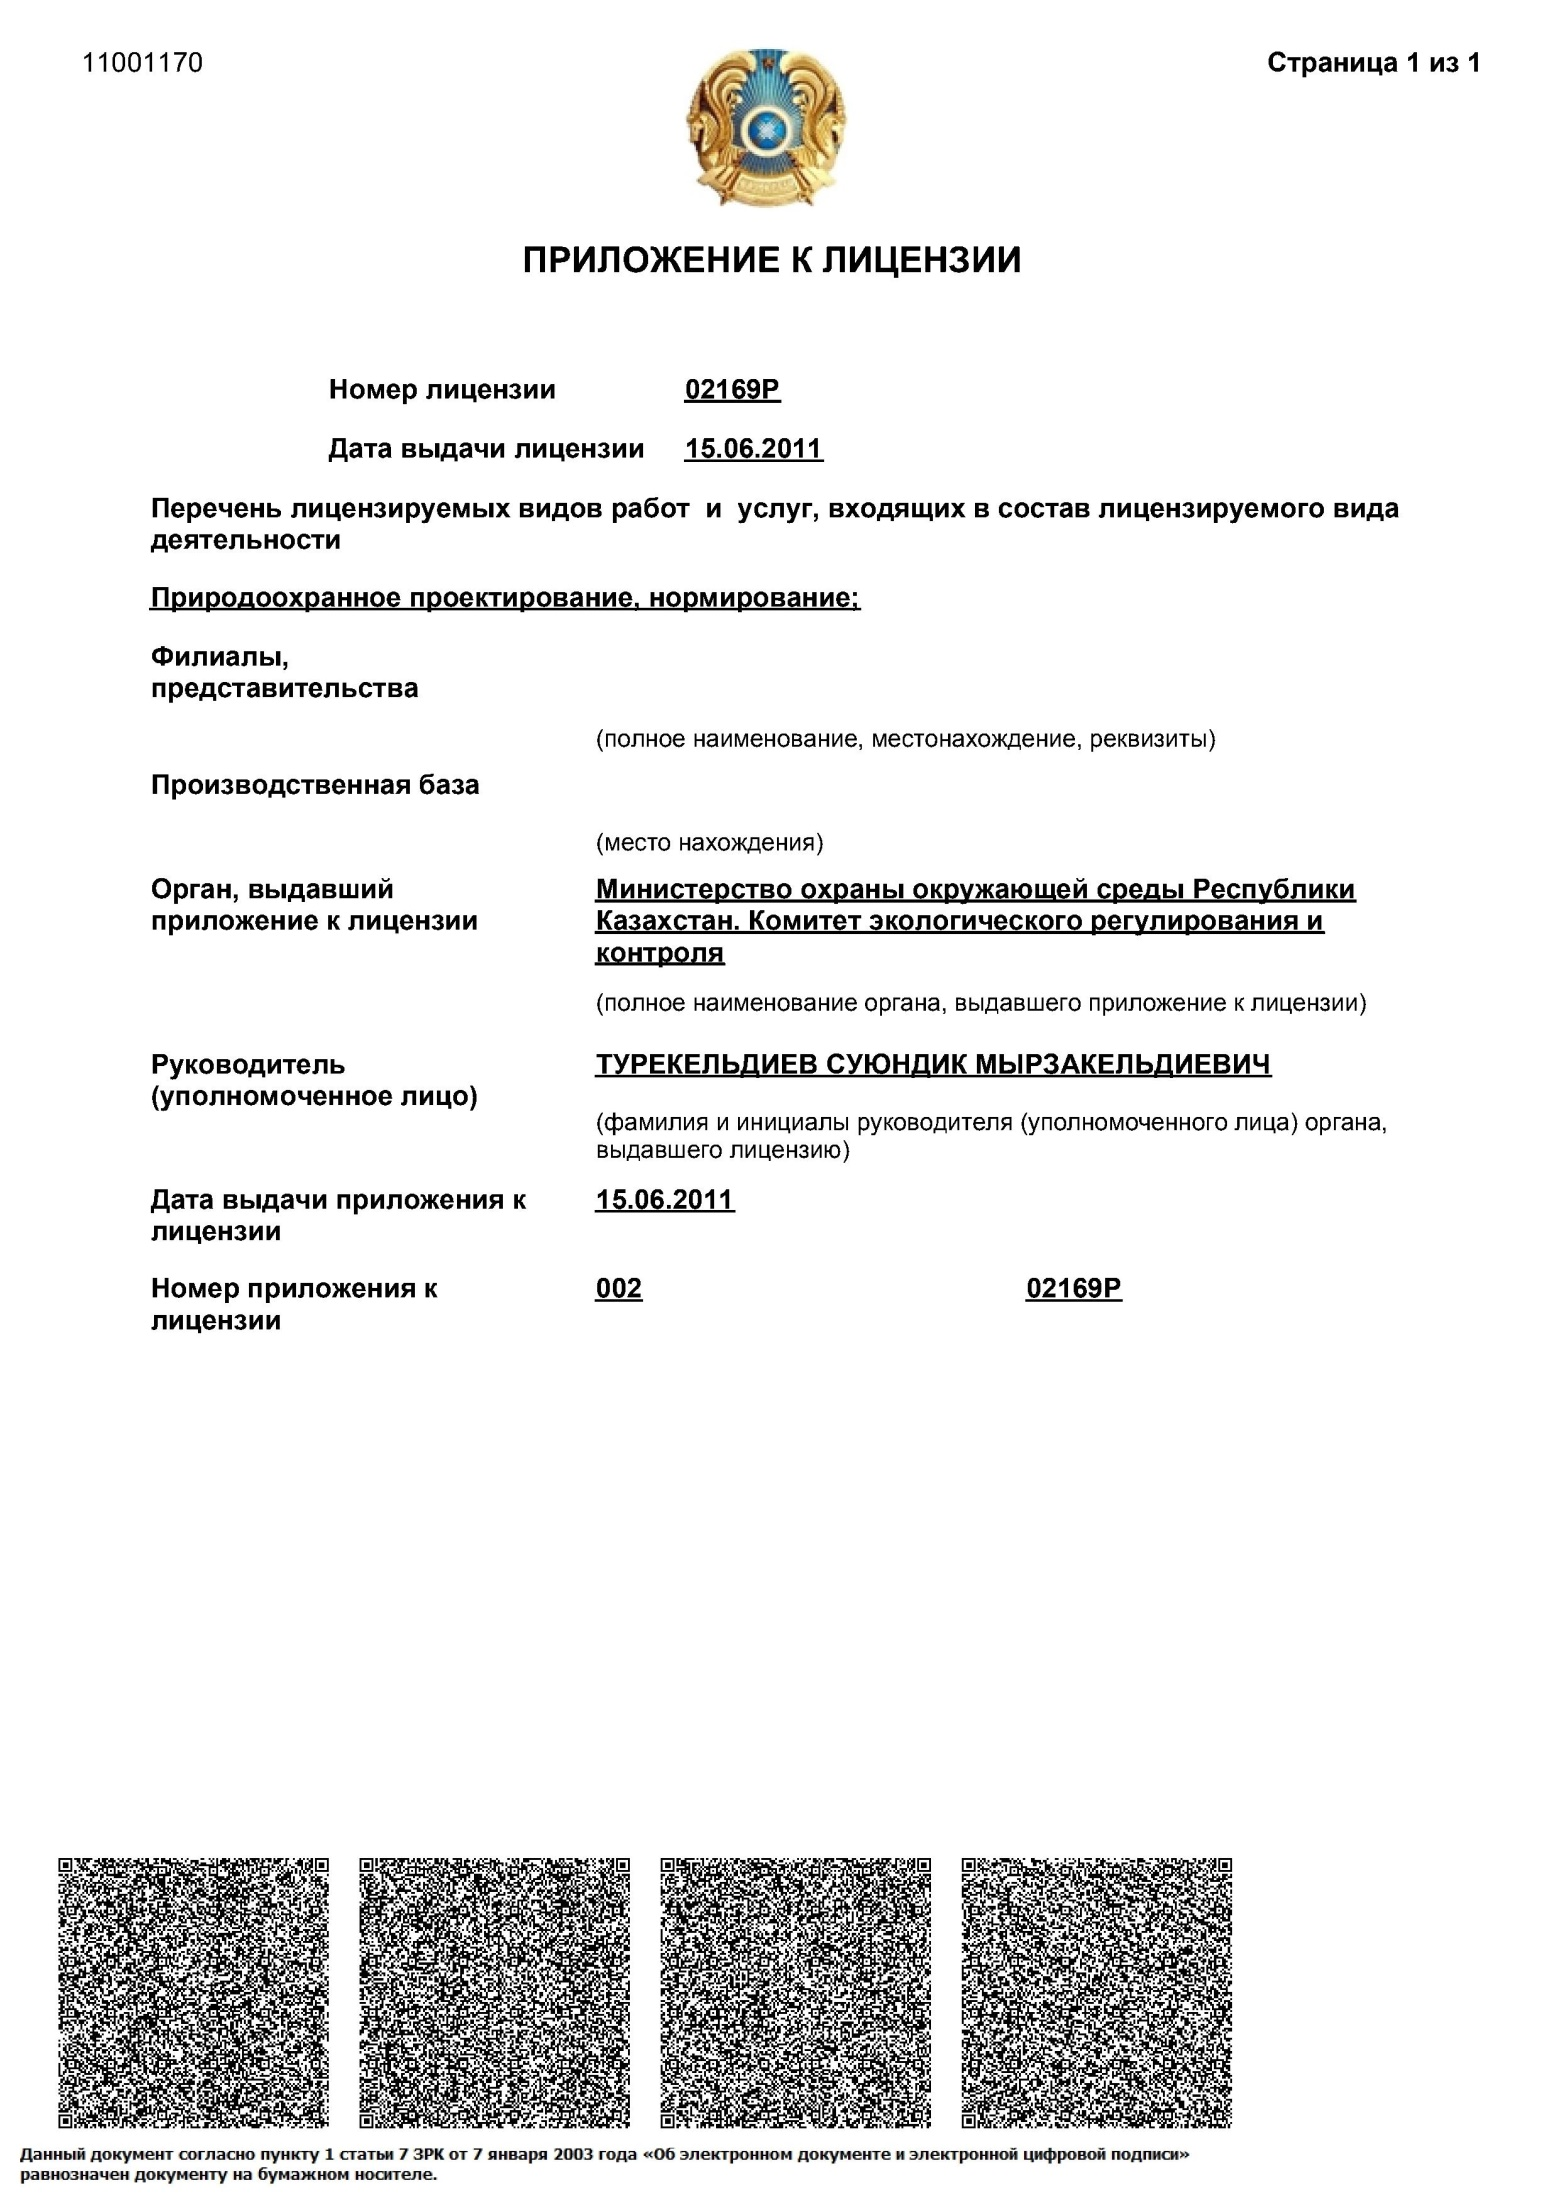 11001170
Страница 1 из 1
ПРИЛОЖЕНИЕ К ЛИЦЕНЗИИ
Номер лицензии 02169Р
Дата выдачи лицензии 15.06.2011
Перечень лицензируемых видов работ и услуг, входящих в состав лицензируемого вида
деятельности
Природоохранное проектирование, нормирование;
Филиалы,
представительства
(полное наименование, местонахождение, реквизиты)
Производственная база
(место нахождения)
Орган, выдавший
приложение к лицензии
Министерство охраны окружающей среды Республики
Казахстан. Комитет экологического регулирования и
контроля
(полное наименование органа, выдавшего приложение к лицензии)
Руководитель
(уполномоченное лицо)
ТУРЕКЕЛЬДИЕВ СУЮНДИК МЫРЗАКЕЛЬДИЕВИЧ
(фамилия и инициалы руководителя (уполномоченного лица) органа,
выдавшего лицензию)
Дата выдачи приложения к
лицензии
15.06.2011
Номер приложения к
лицензии
002 02169Р
Данный документ согласно пункту 1 статьи 7 ЗРК от 7 января 2003 года «Об электронном документе и электронной цифровой подписи»
равнозначен документу на бумажном носителе.